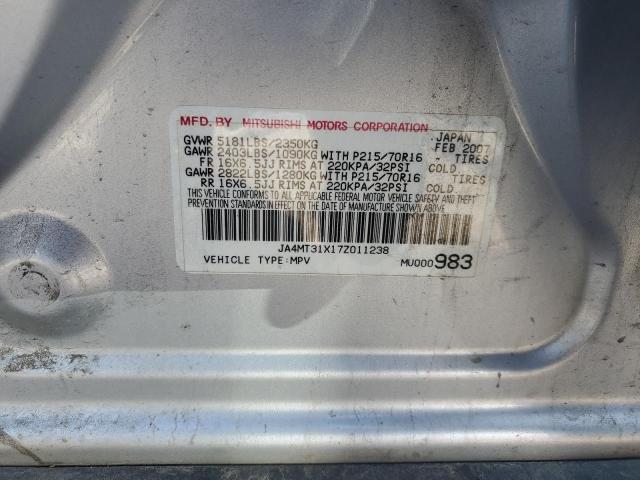 MFD. BY MITSUBISHI MOTORS CORPORATION JAPAN
GVWR 5181LBS/2350KG FEB 2007
GAWR 2403LBS/1090KG WITH P215/70R16 TIRES
FR 16X6.5JJ RIMS AT 220KPA/32PSI COLD
GAWR 2822LBS/1280KG WITH P215/70R16 TIRES
RR 16X6.5JJ RIMS AT 220KPA/32PSI COLD
THIS VEHICLE CONFORMS TO ALL APPLICABLE FEDERAL MOTOR VEHICLE SAFETY AND THEFT
PREVENTION STANDARDS IN EFFECT ON THE DATE OF MANUFACTURE SHOWN ABOVE.
JA4MT31X17Z011238
VEHICLE TYPE:MPV MU000983